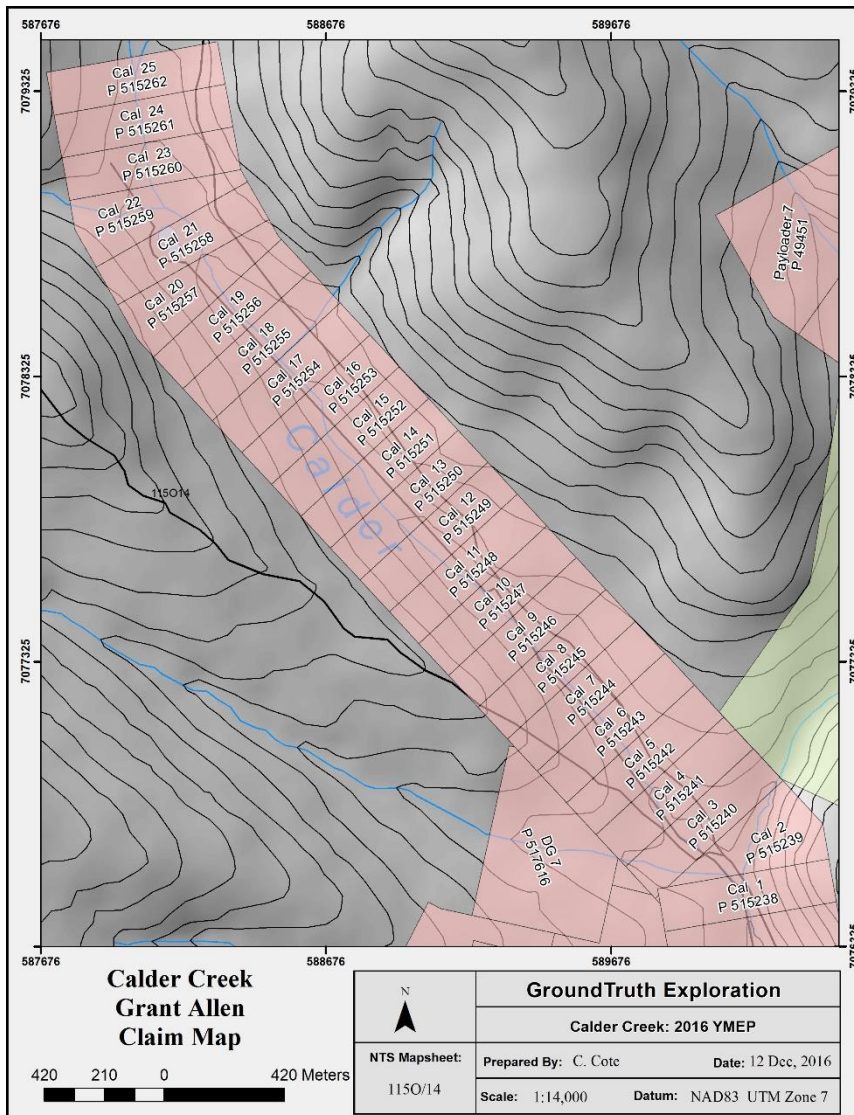 587676
588676
589676
7079325
7079325
Cal 25
P 515262
Cal 24
P 515261
Cal 23
P 515260
Cal 22
P 515259
Cal 21
P 515258
Payloader 7
P 49451
Cal 20
P 515257
Cal 19
P 515256
Cal 18
P 515255
Cal 17
P 515254
Cal 16
P 515253
7078325
7078325
Cal 15
P 515252
Cal 14
P 515251
Cal 13
P 515250
Cal 12
P 515249
Calder
115O14
Cal 11
P 515248
Cal 10
P 515247
Cal 9
P 515246
Cal 8
P 515245
7077325
7077325
Cal 7
P 515244
Cal 6
P 515243
Cal 5
P 515242
Cal 4
P 515241
Cal 3
P 515240
Cal 2
P 515239
DG 7
P 517616
Cal 1
P 515238
7076325
7076325
587676
588676
589676
Calder Creek
Grant Allen
Claim Map
420 210 0 420 Meters
N
NTS Mapsheet:
115O/14
GroundTruth Exploration
Calder Creek: 2016 YMEP
Prepared By: C. Cote Date: 12 Dec, 2016
Scale: 1:14,000 Datum: NAD83 UTM Zone 7